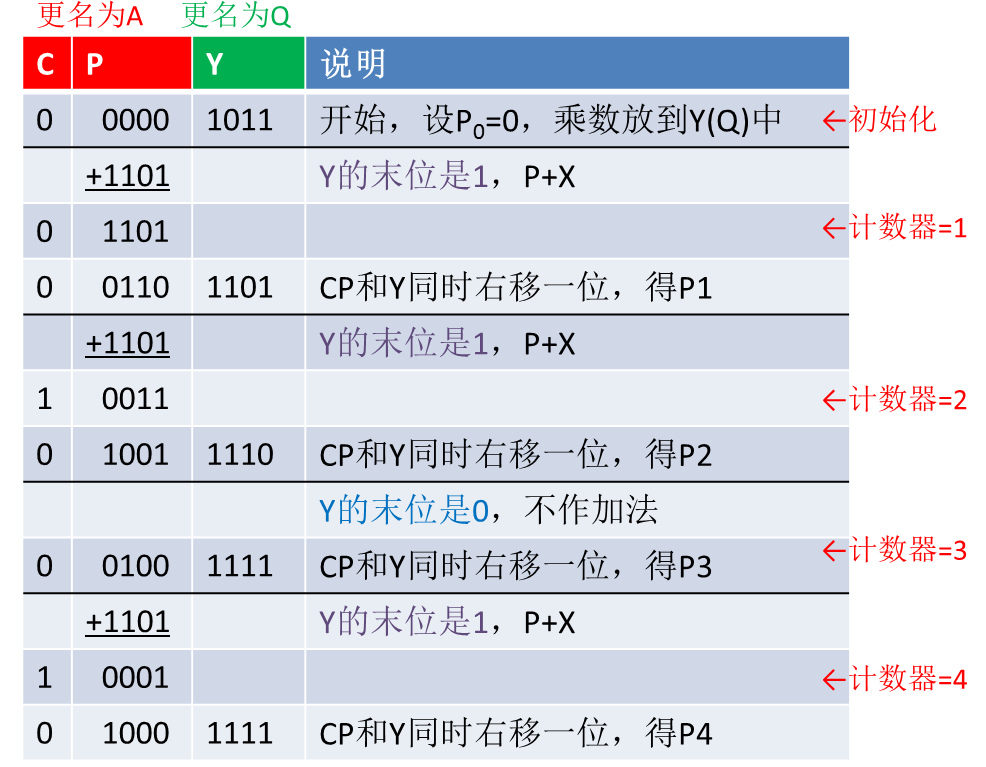 更名为A 更名为Q
C P Y 说明
0 0000 1011 开始，设P0=0，乘数放到Y(Q)中 ←初始化
+1101 Y的末位是1，P+X
0 1101 ←计数器=1
0 0110 1101 CP和Y同时右移一位，得P1
+1101 Y的末位是1，P+X
1 0011 ←计数器=2
0 1001 1110 CP和Y同时右移一位，得P2
Y的末位是0，不作加法
0 0100 1111 CP和Y同时右移一位，得P3 ←计数器=3
+1101 Y的末位是1，P+X
1 0001 ←计数器=4
0 1000 1111 CP和Y同时右移一位，得P4